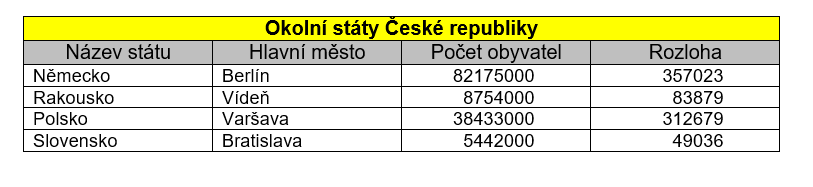 Okolní státy České republiky
Název státu Hlavní město Počet obyvatel Rozloha
Německo Berlín 82175000 357023
Rakousko Vídeň 8754000 83879
Polsko Varšava 38433000 312679
Slovensko Bratislava 5442000 49036